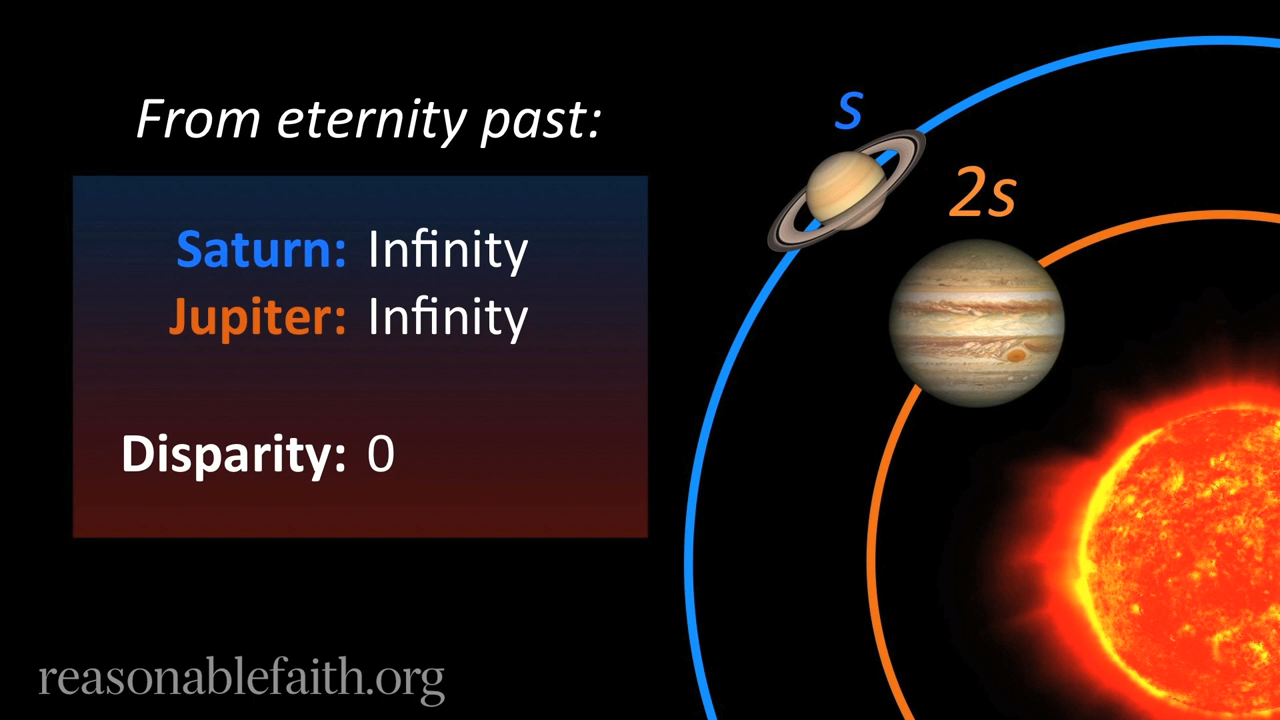 From eternity past:
s
2s
Saturn: Infinity
Jupiter: Infinity
Disparity: 0
reasonablefaith.org